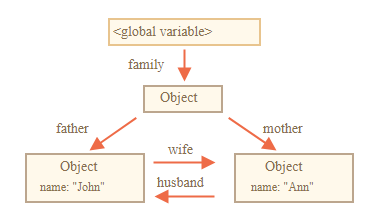 <global variable>
family
Object
father
mother
wife
Object
name: "John"
husband
Object
name: "Ann"